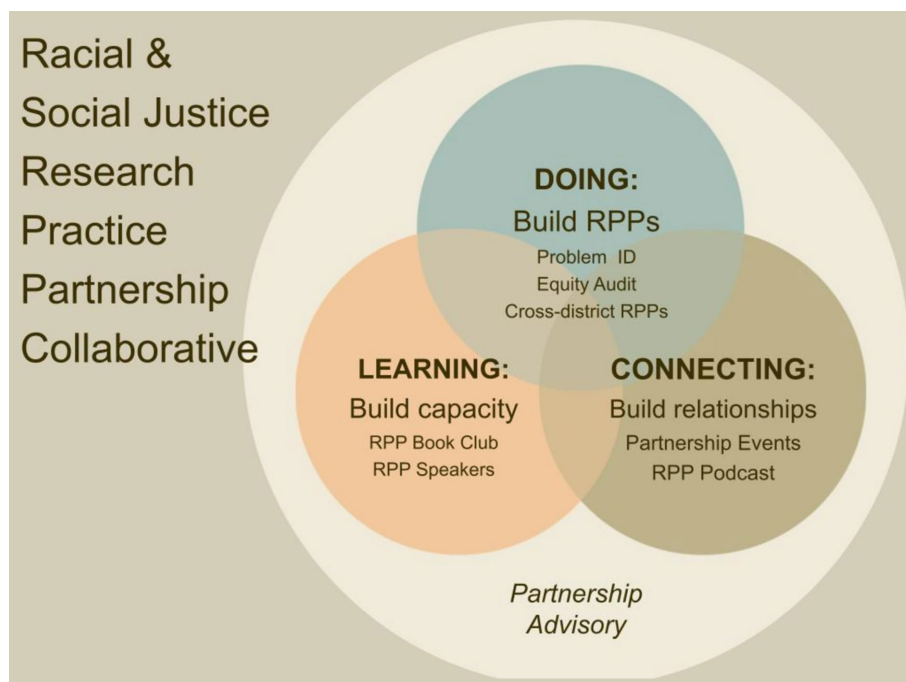 Racial &
Social Justice
Research
Practice
Partnership
Collaborative
DOING:
Build RPPs
Problem ID
Equity Audit
Cross-district RPPs
LEARNING:
Build capacity
RPP Book Club
RPP Speakers
CONNECTING:
Build relationships
Partnership Events
RPP Podcast
Partnership
Advisory